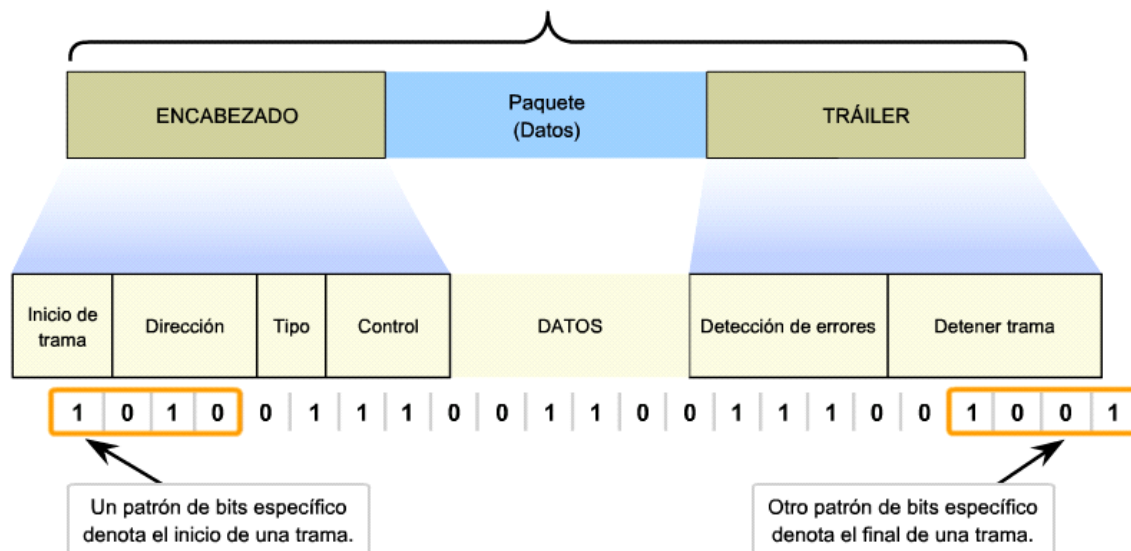 ENCABEZADO
Paquete
(Datos)
TRÁILER
Inicio de
trama
Dirección
Tipo
Control
DATOS
Detección de errores
Detener trama
1 0 1 0 0 1 1 1 0 0 1 1 0 0 1 1 1 0 0 1 0 0 1
Un patrón de bits específico
denota el inicio de una trama.
Otro patrón de bits específico
denota el final de una trama.